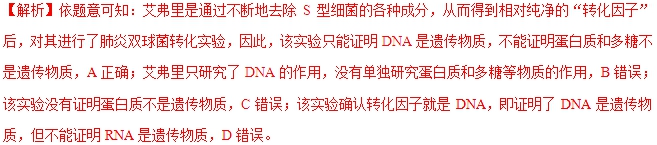 【解析】依题意可知：艾弗里是通过不断地去除 S 型细菌的各种成分，从而得到相对纯净的“转化因子”
后，对其进行了肺炎双球菌转化实验，因此，该实验只能证明 DNA 是遗传物质，不能证明蛋白质和多糖不
是遗传物质，A 正确；艾弗里只研究了 DNA 的作用，没有单独研究蛋白质和多糖等物质的作用，B 错误；
该实验没有证明蛋白质不是遗传物质，C 错误；该实验确认转化因子就是 DNA，即证明了 DNA 是遗传物
质，但不能证明 RNA 是遗传物质，D 错误。